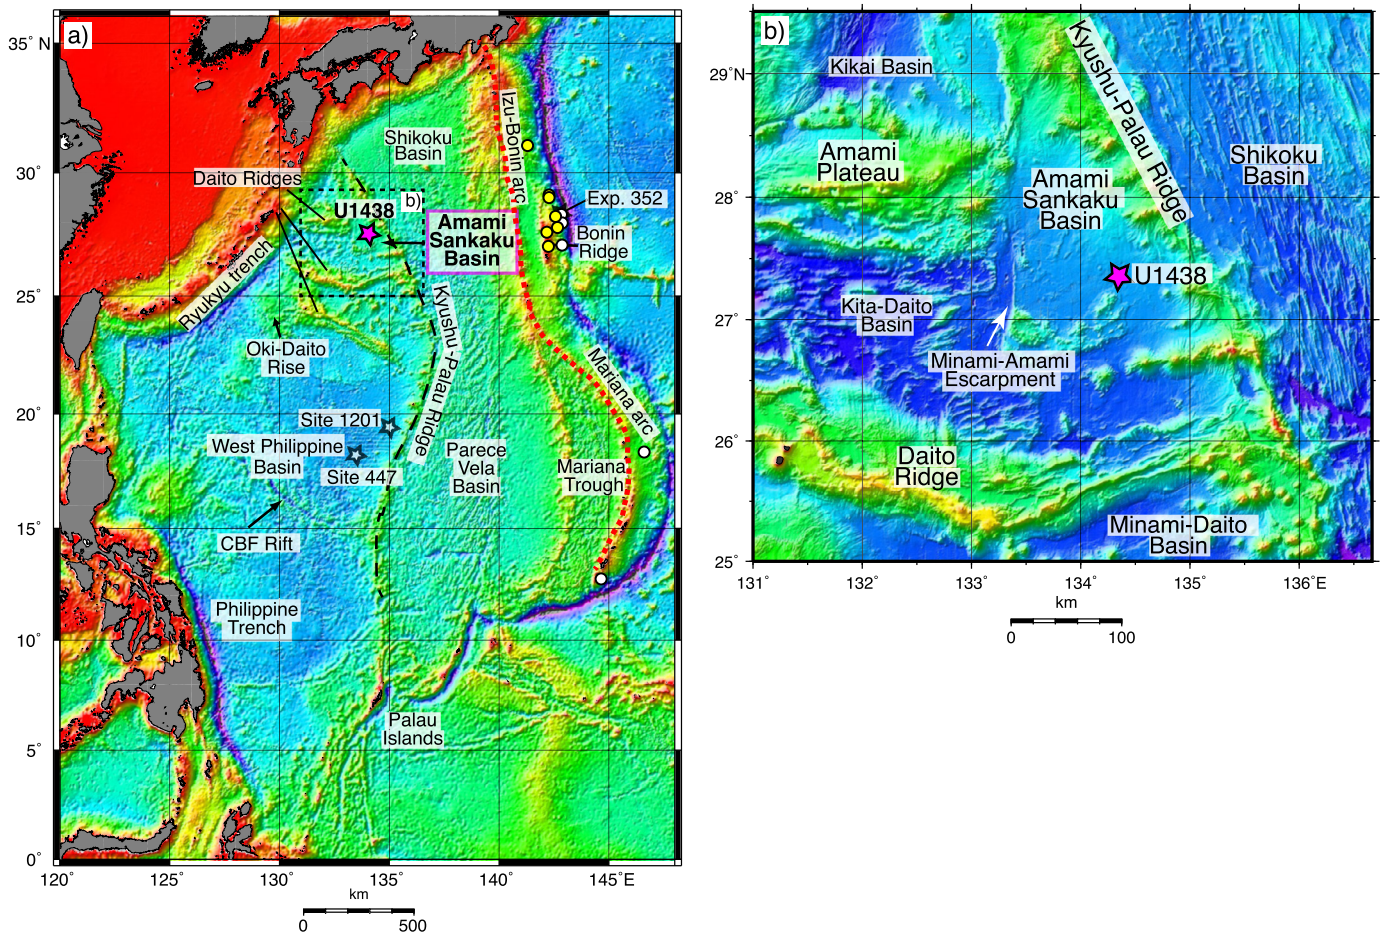 a)
35° N
30°
25°
20°
15°
10°
5°
0°
120°
125°
130°
135°
140°
145°E
km
0
500
Shikoku
Basin
Izu-Bonin arc
Daito Ridges
b)
U1438
Exp. 352
Amami
Sankaku
Basin
Bonin
Ridge
Ryukyu trench
Oki-Daito
Rise
Kyushu-Palau Ridge
Mariana arc
Site 1201
West Philippine
Basin
Site 447
Parece
Vela
Basin
Mariana
Trough
CBF Rift
Philippine
Trench
Palau
Islands
b)
29°N
28°
27°
26°
25°
131°
132°
133°
134°
135°
136°E
km
0
100
Kikai Basin
Kyushu-Palau Ridge
Amami
Plateau
Shikoku
Basin
Amami
Sankaku
Basin
U1438
Kita-Daito
Basin
Minami-Amami
Escarpment
Daito
Ridge
Minami-Daito
Basin